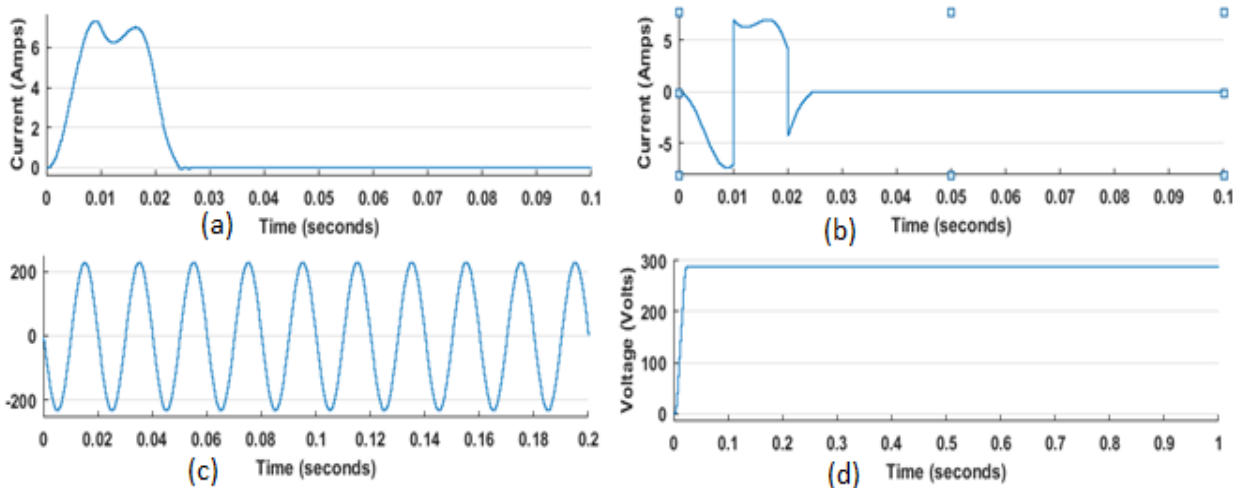 Current (Amps)
6
4
2
0
0 0.01 0.02 0.03 0.04 0.05 0.06 0.07 0.08 0.09 0.1
(a) Time (seconds)
Current (Amps)
5
0
-5
0 0.01 0.02 0.03 0.04 0.05 0.06 0.07 0.08 0.09 0.1
(b) Time (seconds)
200
0
-200
0 0.02 0.04 0.06 0.08 0.1 0.12 0.14 0.16 0.18 0.2
(c) Time (seconds)
Voltage (Volts)
300
200
100
0
0 0.1 0.2 0.3 0.4 0.5 0.6 0.7 0.8 0.9 1
(d) Time (seconds)